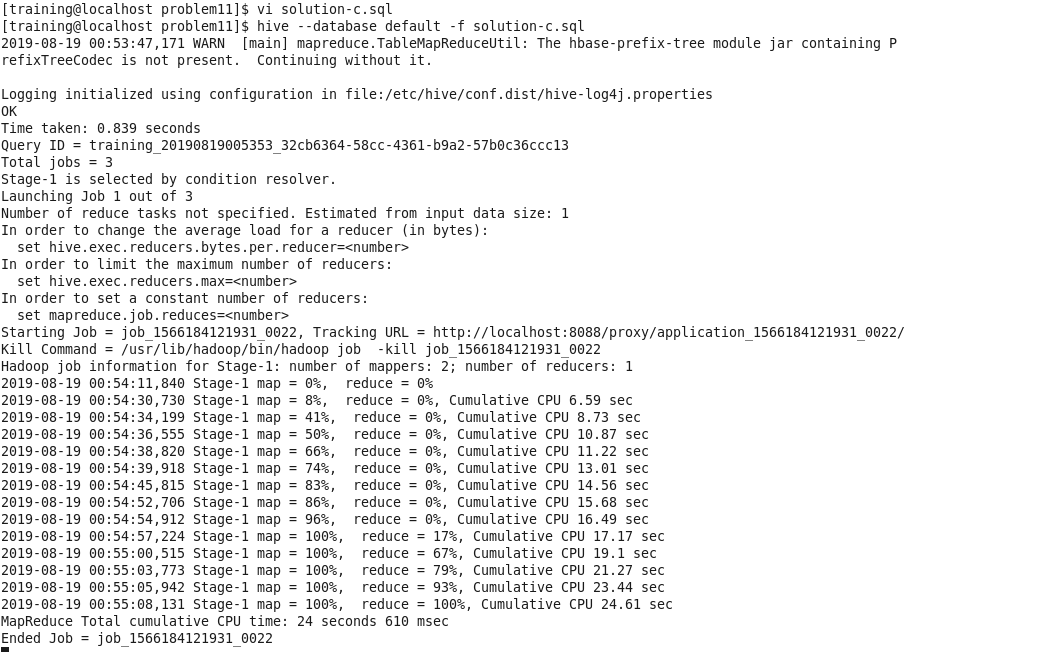 [training@localhost problem11]$ vi solution-c.sql
[training@localhost problem11]$ hive --database default -f solution-c.sql
2019-08-19 00:53:47,171 WARN  [main] mapreduce.TableMapReduceUtil: The hbase-prefix-tree module jar containing P
refixTreeCodec is not present.  Continuing without it.

Logging initialized using configuration in file:/etc/hive/conf.dist/hive-log4j.properties
OK
Time taken: 0.839 seconds
Query ID = training_20190819005353_32cb6364-58cc-4361-b9a2-57b0c36ccc13
Total jobs = 3
Stage-1 is selected by condition resolver.
Launching Job 1 out of 3
Number of reduce tasks not specified. Estimated from input data size: 1
In order to change the average load for a reducer (in bytes):
  set hive.exec.reducers.bytes.per.reducer=<number>
In order to limit the maximum number of reducers:
  set hive.exec.reducers.max=<number>
In order to set a constant number of reducers:
  set mapreduce.job.reduces=<number>
Starting Job = job_1566184121931_0022, Tracking URL = http://localhost:8088/proxy/application_1566184121931_0022/
Kill Command = /usr/lib/hadoop/bin/hadoop job  -kill job_1566184121931_0022
Hadoop job information for Stage-1: number of mappers: 2; number of reducers: 1
2019-08-19 00:54:11,840 Stage-1 map = 0%,  reduce = 0%
2019-08-19 00:54:30,730 Stage-1 map = 8%,  reduce = 0%, Cumulative CPU 6.59 sec
2019-08-19 00:54:34,199 Stage-1 map = 41%,  reduce = 0%, Cumulative CPU 8.73 sec
2019-08-19 00:54:36,555 Stage-1 map = 50%,  reduce = 0%, Cumulative CPU 10.87 sec
2019-08-19 00:54:38,820 Stage-1 map = 66%,  reduce = 0%, Cumulative CPU 11.22 sec
2019-08-19 00:54:39,918 Stage-1 map = 74%,  reduce = 0%, Cumulative CPU 13.01 sec
2019-08-19 00:54:45,815 Stage-1 map = 83%,  reduce = 0%, Cumulative CPU 14.56 sec
2019-08-19 00:54:52,706 Stage-1 map = 86%,  reduce = 0%, Cumulative CPU 15.68 sec
2019-08-19 00:54:54,912 Stage-1 map = 96%,  reduce = 0%, Cumulative CPU 16.49 sec
2019-08-19 00:54:57,224 Stage-1 map = 100%,  reduce = 17%, Cumulative CPU 17.17 sec
2019-08-19 00:55:00,515 Stage-1 map = 100%,  reduce = 67%, Cumulative CPU 19.1 sec
2019-08-19 00:55:03,773 Stage-1 map = 100%,  reduce = 79%, Cumulative CPU 21.27 sec
2019-08-19 00:55:05,942 Stage-1 map = 100%,  reduce = 93%, Cumulative CPU 23.44 sec
2019-08-19 00:55:08,131 Stage-1 map = 100%,  reduce = 100%, Cumulative CPU 24.61 sec
MapReduce Total cumulative CPU time: 24 seconds 610 msec
Ended Job = job_1566184121931_0022